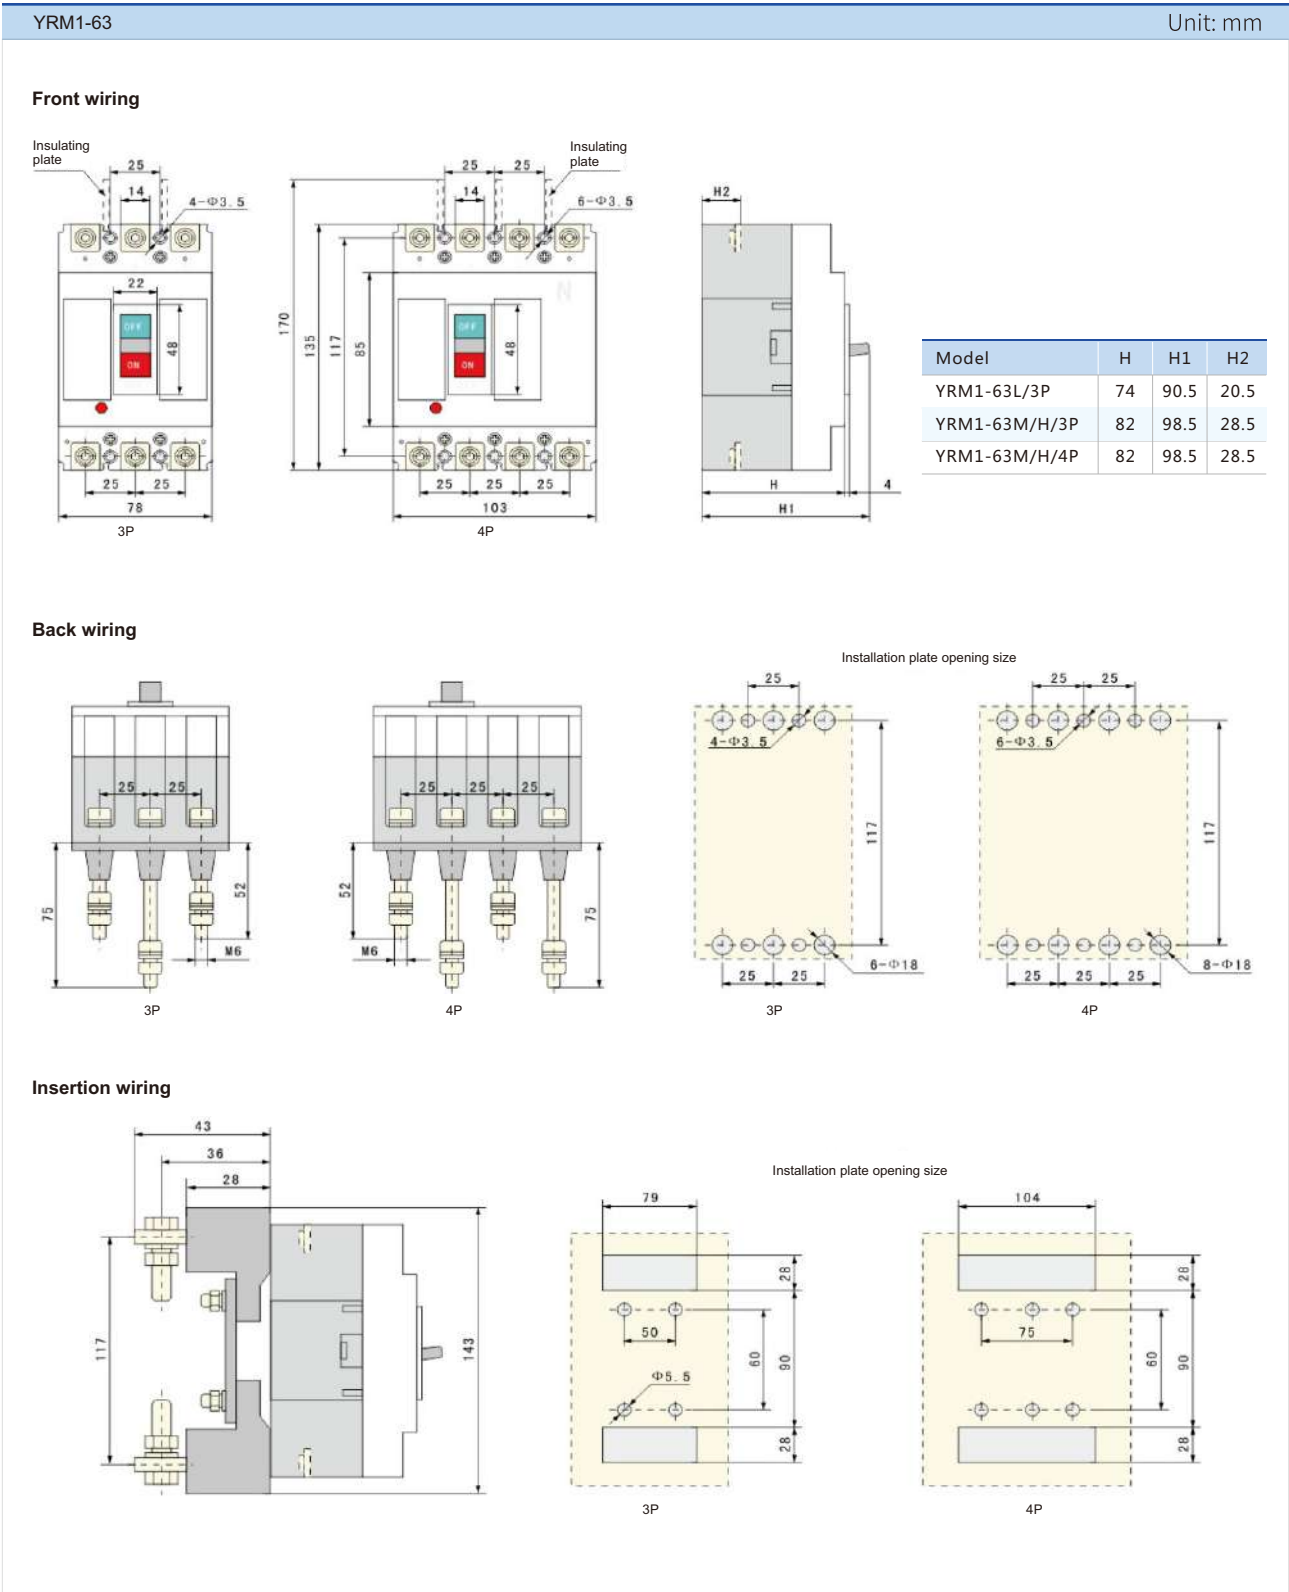 YRM1-63 Unit: mm
Front wiring
Insulating
plate
25
14
4-Φ3.5
22
OFF
ON
48
25 25
78
3P
Insulating
plate
25 25
14
6-Φ3.5
N
170
135
117
85
OFF
ON
48
25 25 25
103
4P
H2
H 4
H1
Model H H1 H2
YRM1-63L/3P 74 90.5 20.5
YRM1-63M/H/3P 82 98.5 28.5
YRM1-63M/H/4P 82 98.5 28.5
Back wiring
Installation plate opening size
25 25
75
52
M6
3P
25 25 25
52
75
M6
4P
25
4-Φ3.5
117
6-Φ18
25 25
3P
25 25
6-Φ3.5
117
8-Φ18
25 25 25
4P
Insertion wiring
43
36
28
117
143
Installation plate opening size
79
28
50
60
90
Φ5.5
28
3P
104
28
75
60
90
28
4P